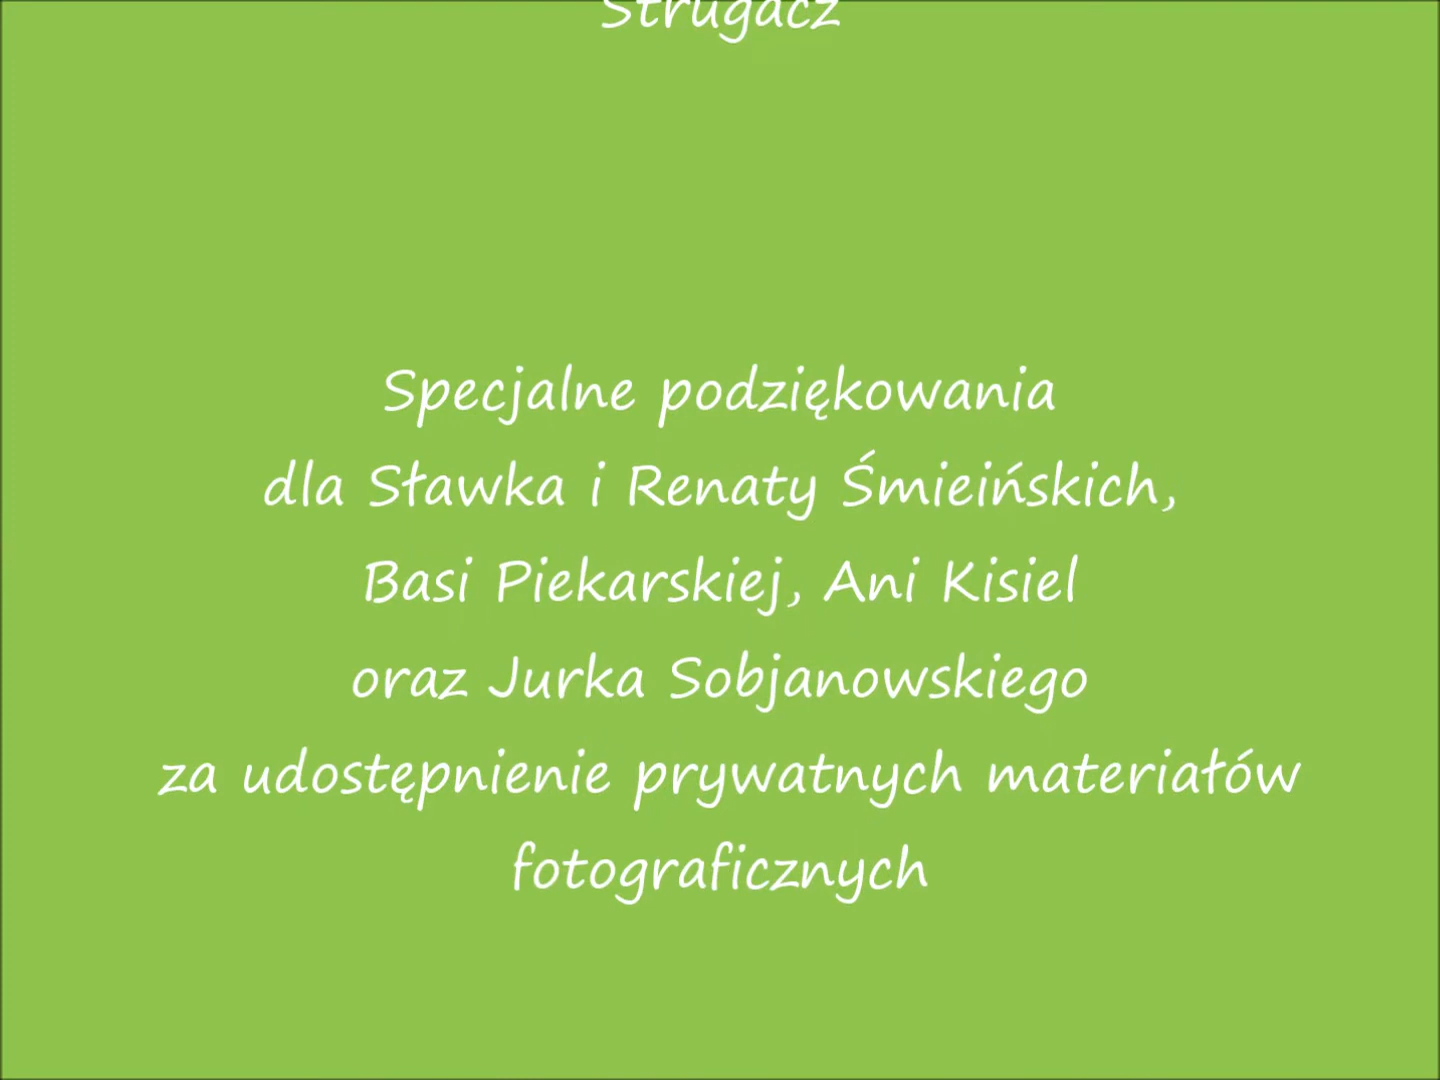 Strugacz
Specjalne podziękowania
dla Sławka i Renaty Śmieińskich,
Basi Piekarskiej, Ani Kisiel
oraz Jurka Sobjanowskiego
za udostępnienie prywatnych materiałów
fotograficznych